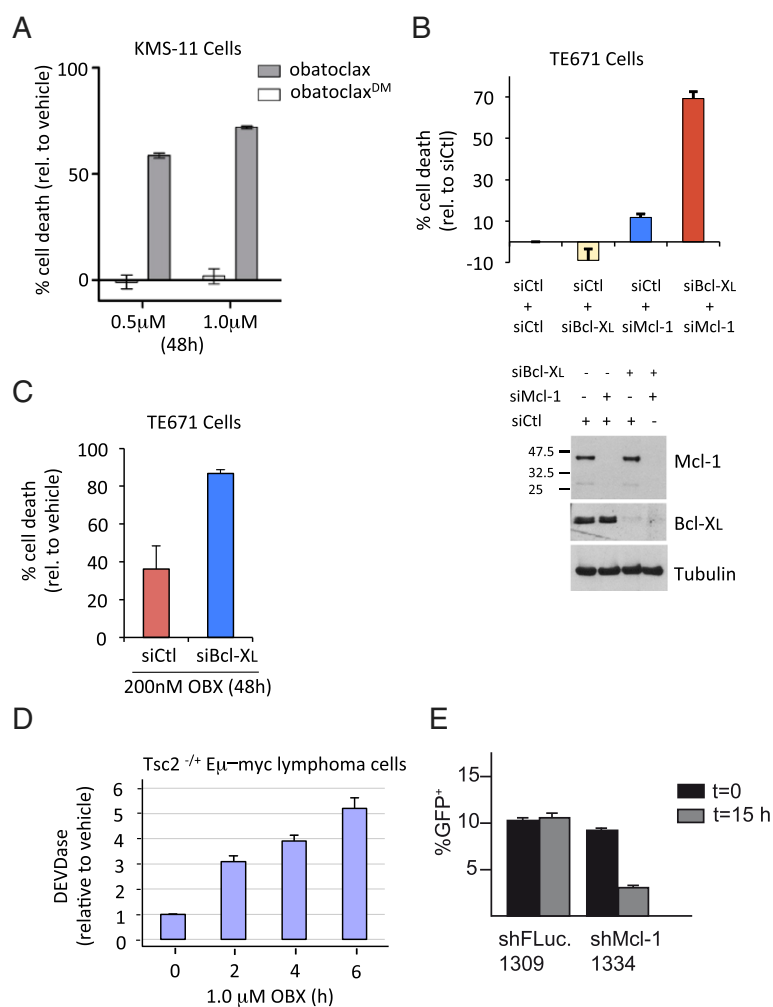 A
KMS-11 Cells
% cell death (rel. to vehicle)
100
50
0
obatoclax
obatoclaxDM
0.5µM 1.0µM
(48h)
B
TE671 Cells
% cell death
(rel. to siCtl)
70
50
30
10
-10
siCtl siCtl siCtl siBcl-XL
+ + + +
siCtl siBcl-XL siMcl-1 siMcl-1
siBcl-XL - - + +
siMcl-1 - + - +
siCtl + + + -
47.5
32.5
25
Mcl-1
Bcl-XL
Tubulin
C
TE671 Cells
% cell death
(rel. to vehicle)
100
80
60
40
20
0
siCtl siBcl-XL
200nM OBX (48h)
D
Tsc2 -/+ Eµ–myc lymphoma cells
DEVDase
(relative to vehicle)
6
5
4
3
2
1
0
0 2 4 6
1.0 µM OBX (h)
E
%GFP+
15
10
5
t=0
t=15 h
shFLuc. shMcl-1
1309 1334